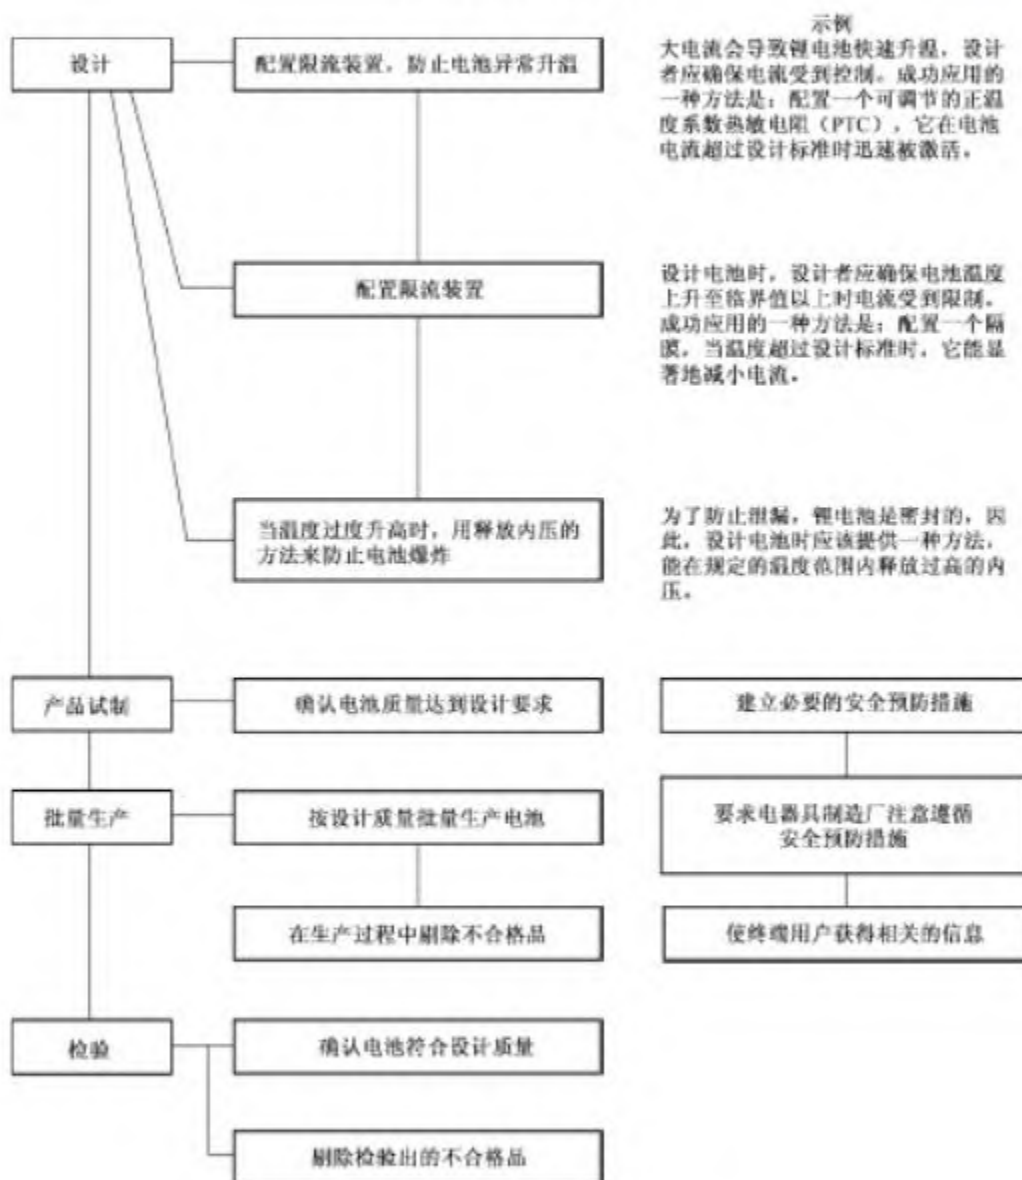 示例
设计
配置限流装置，防止电池异常升温
大电流会导致锂电池快速升温，设计
者应确保电流受到控制。成功应用的
一种方法是：配置一个可调节的正温
度系数热敏电阻（PTC），它在电池
电流超过设计标准时迅速被激活。
配置限流装置
设计电池时，设计者应确保电池温度
上升至临界值以上时电流受到限制。
成功应用的一种方法是：配置一个隔
膜，当温度超过设计标准时，它能显
著地减小电流。
当温度过度升高时，用释放内压的
方法来防止电池爆炸
为了防止泄漏，锂电池是密封的，因
此，设计电池时应该提供一种方法，
能在规定的温度范围内释放过高的内
压。
产品试制
确认电池质量达到设计要求
建立必要的安全预防措施
批量生产
按设计质量批量生产电池
要求电器具制造厂注意遵循
安全预防措施
在生产过程中剔除不合格品
使终端用户获得相关的信息
检验
确认电池符合设计质量
剔除检验出的不合格品